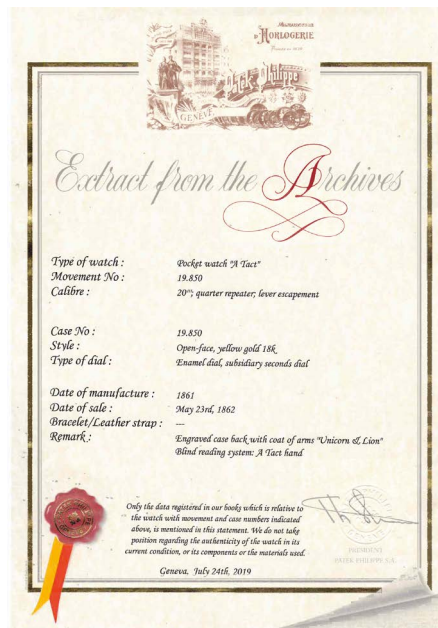 Manufacture
D'HORLOGERIE
Patek Philippe
GENÈVE
Extract from the Archives
Type of watch : Pocket watch "A Tact"
Movement No : 19.850
Calibre : 20'''; quarter repeater; lever escapement
Case No : 19.850
Style : Open-face, yellow gold 18k
Type of dial : Enamel dial, subsidiary seconds dial
Date of manufacture : 1861
Date of sale : May 23rd, 1862
Bracelet/Leather strap : ---
Remark : Engraved case back with coat of arms "Unicorn & Lion"
Blind reading system: A Tact hand
Only the data registered in our books which is relative to
the watch with movement and case numbers indicated
above, is mentioned in this statement. We do not take
position regarding the authenticity of the watch in its
current condition, or its components or the materials used.
Geneva, July 24th, 2019
PRESIDENT
PATEK PHILIPPE S.A.